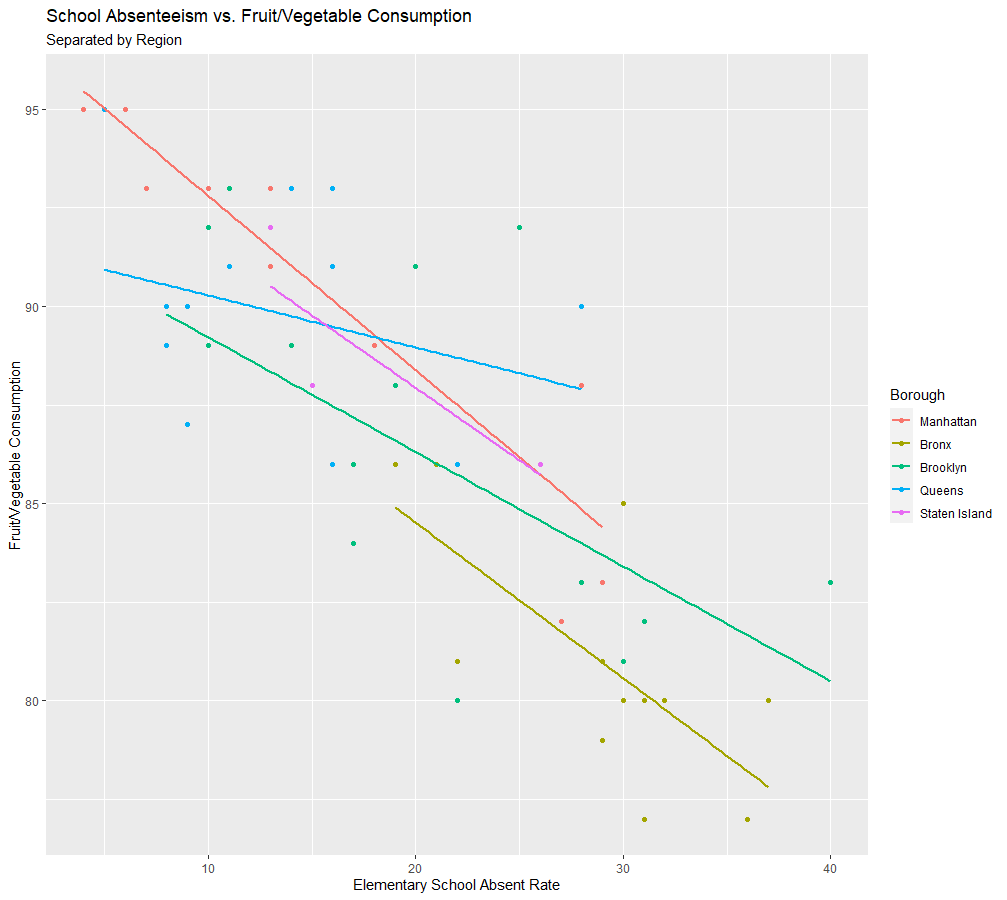 School Absenteeism vs. Fruit/Vegetable Consumption
Separated by Region
Fruit/Vegetable Consumption
95
90
85
80
10
20
30
40
Elementary School Absent Rate
Borough
Manhattan
Bronx
Brooklyn
Queens
Staten Island